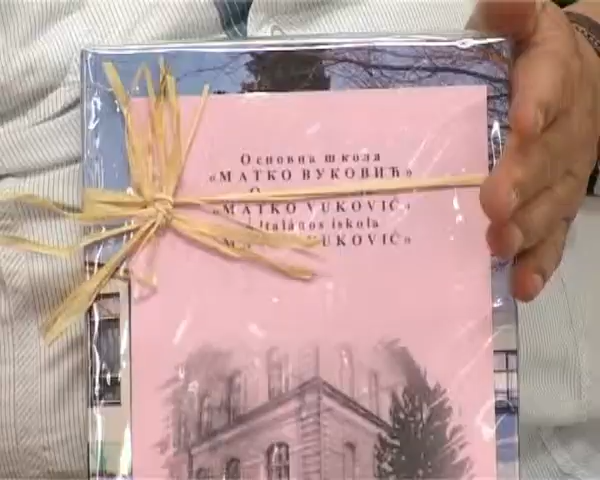 Основна школа
«МАТКО ВУКОВИЋ»
«MATKO VUKOVIĆ»
iskola
VUKOVIĆ»